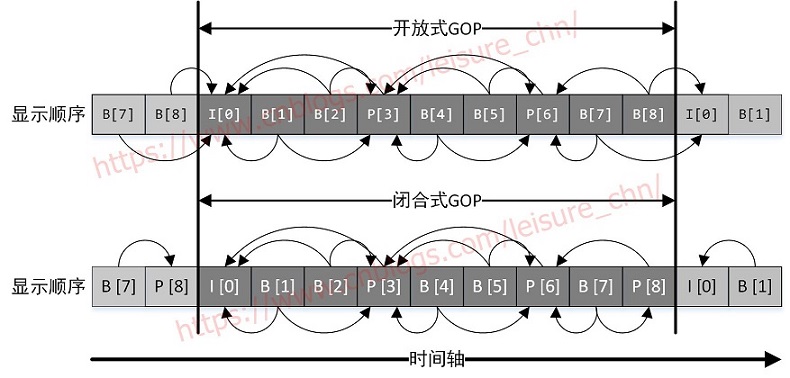 开放式GOP
显示顺序 B[7] B[8] I[0] B[1] B[2] P[3] B[4] B[5] P[6] B[7] B[8] I[0] B[1]
https://www.cnblogs.com/leisure_chn/
闭合式GOP
显示顺序 B [7] P [8] I [0] B [1] B [2] P [3] B [4] B [5] P [6] B [7] P [8] I [0] B [1]
https://www.cnblogs.com/leisure_chn/
时间轴